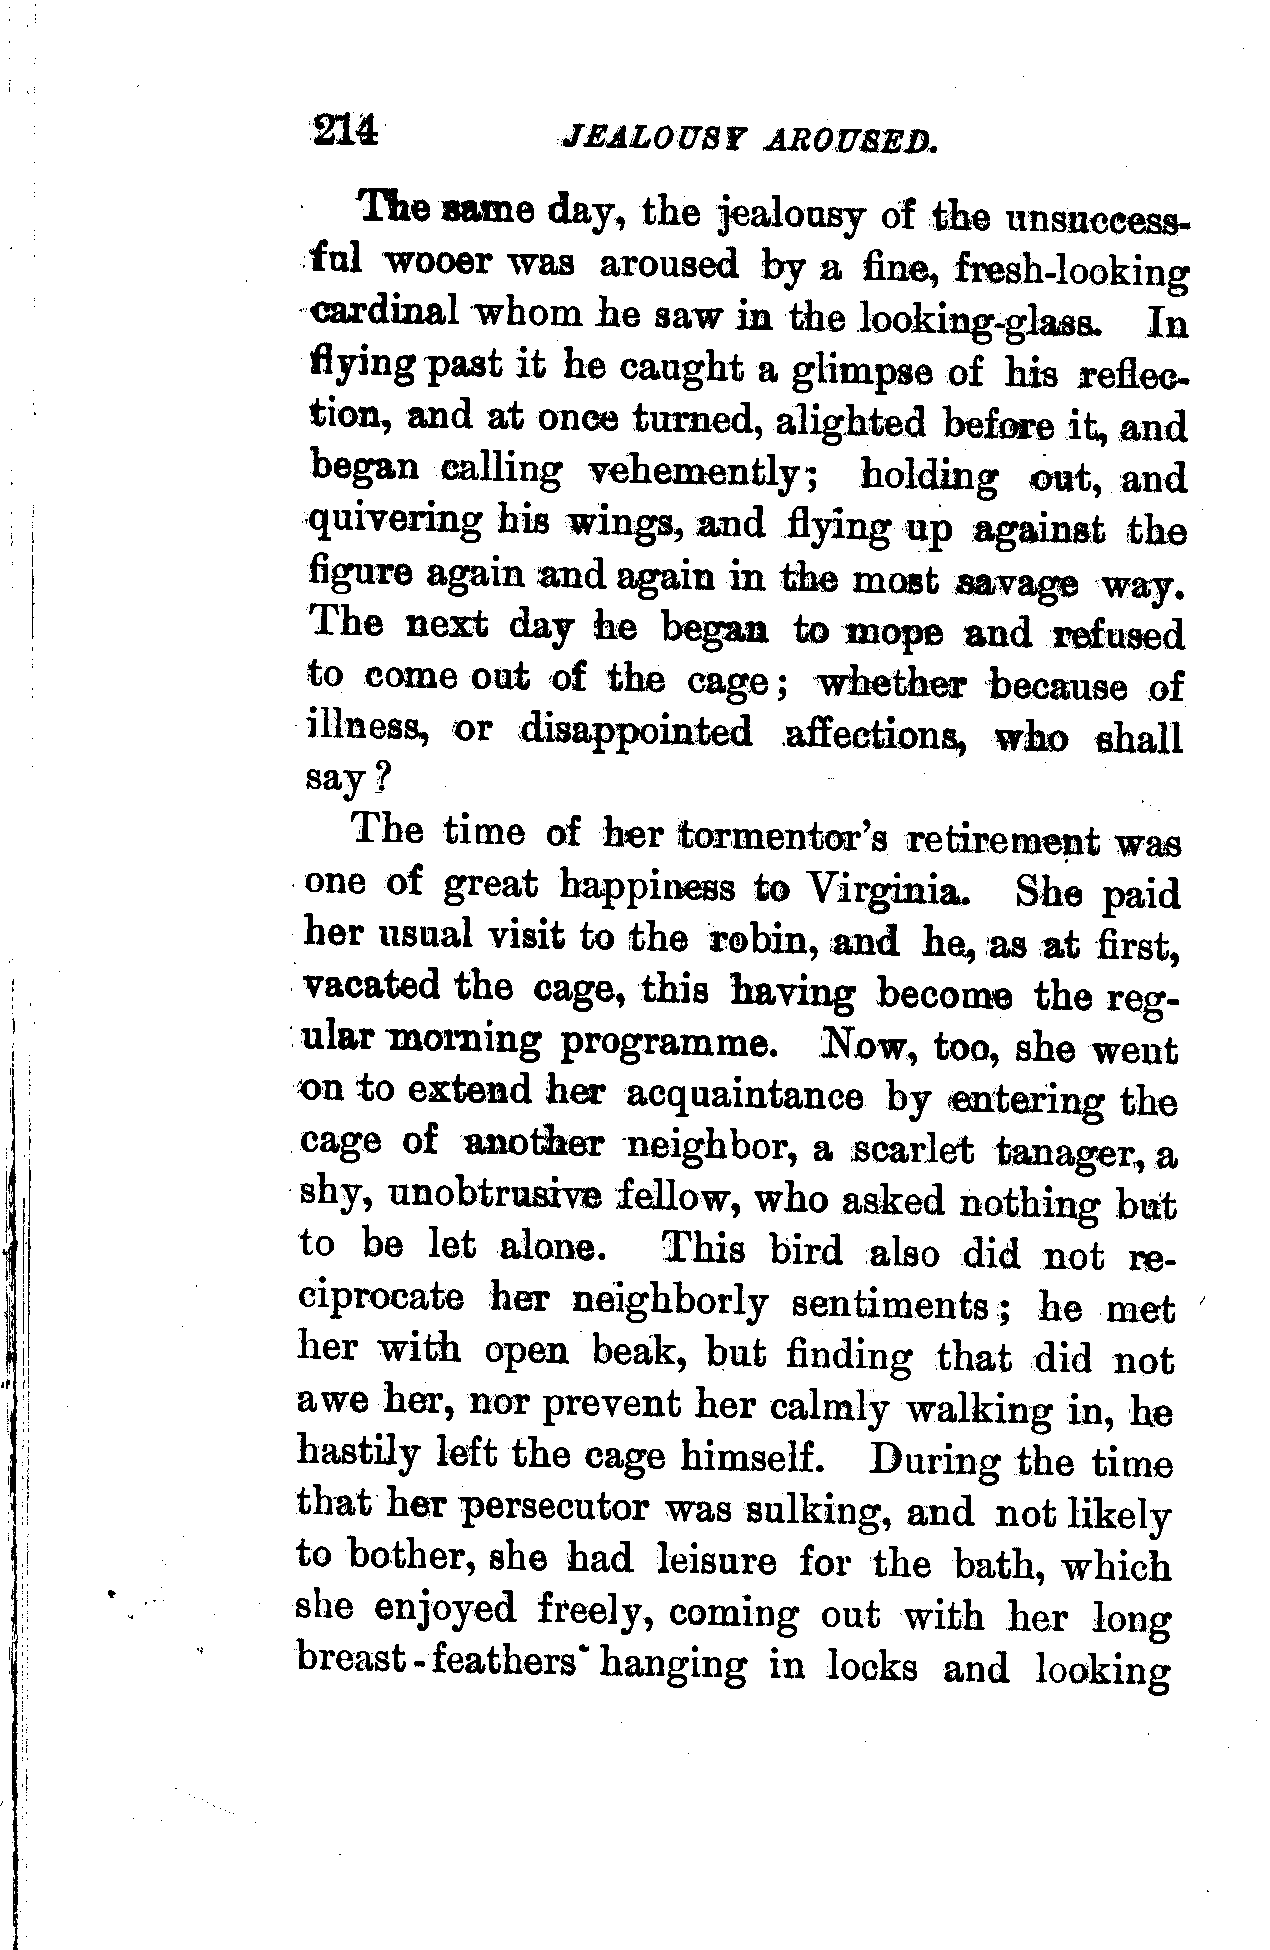 214 JEALOUSY AROUSED.
The same day, the jealousy of the unsuccess-
ful wooer was aroused by a fine, fresh-looking
cardinal whom he saw in the looking-glass. In
flying past it he caught a glimpse of his reflec-
tion, and at once turned, alighted before it, and
began calling vehemently; holding out, and
quivering his wings, and flying up against the
figure again and again in the most savage way.
The next day he began to mope and refused
to come out of the cage; whether because of
illness, or disappointed affections, who shall
say?
The time of her tormentor's retirement was
one of great happiness to Virginia. She paid
her usual visit to the robin, and he, as at first,
vacated the cage, this having become the reg-
ular morning programme. Now, too, she went
on to extend her acquaintance by entering the
cage of another neighbor, a scarlet tanager, a
shy, unobtrusive fellow, who asked nothing but
to be let alone. This bird also did not re-
ciprocate her neighborly sentiments; he met
her with open beak, but finding that did not
awe her, nor prevent her calmly walking in, he
hastily left the cage himself. During the time
that her persecutor was sulking, and not likely
to bother, she had leisure for the bath, which
she enjoyed freely, coming out with her long
breast-feathers hanging in locks and looking